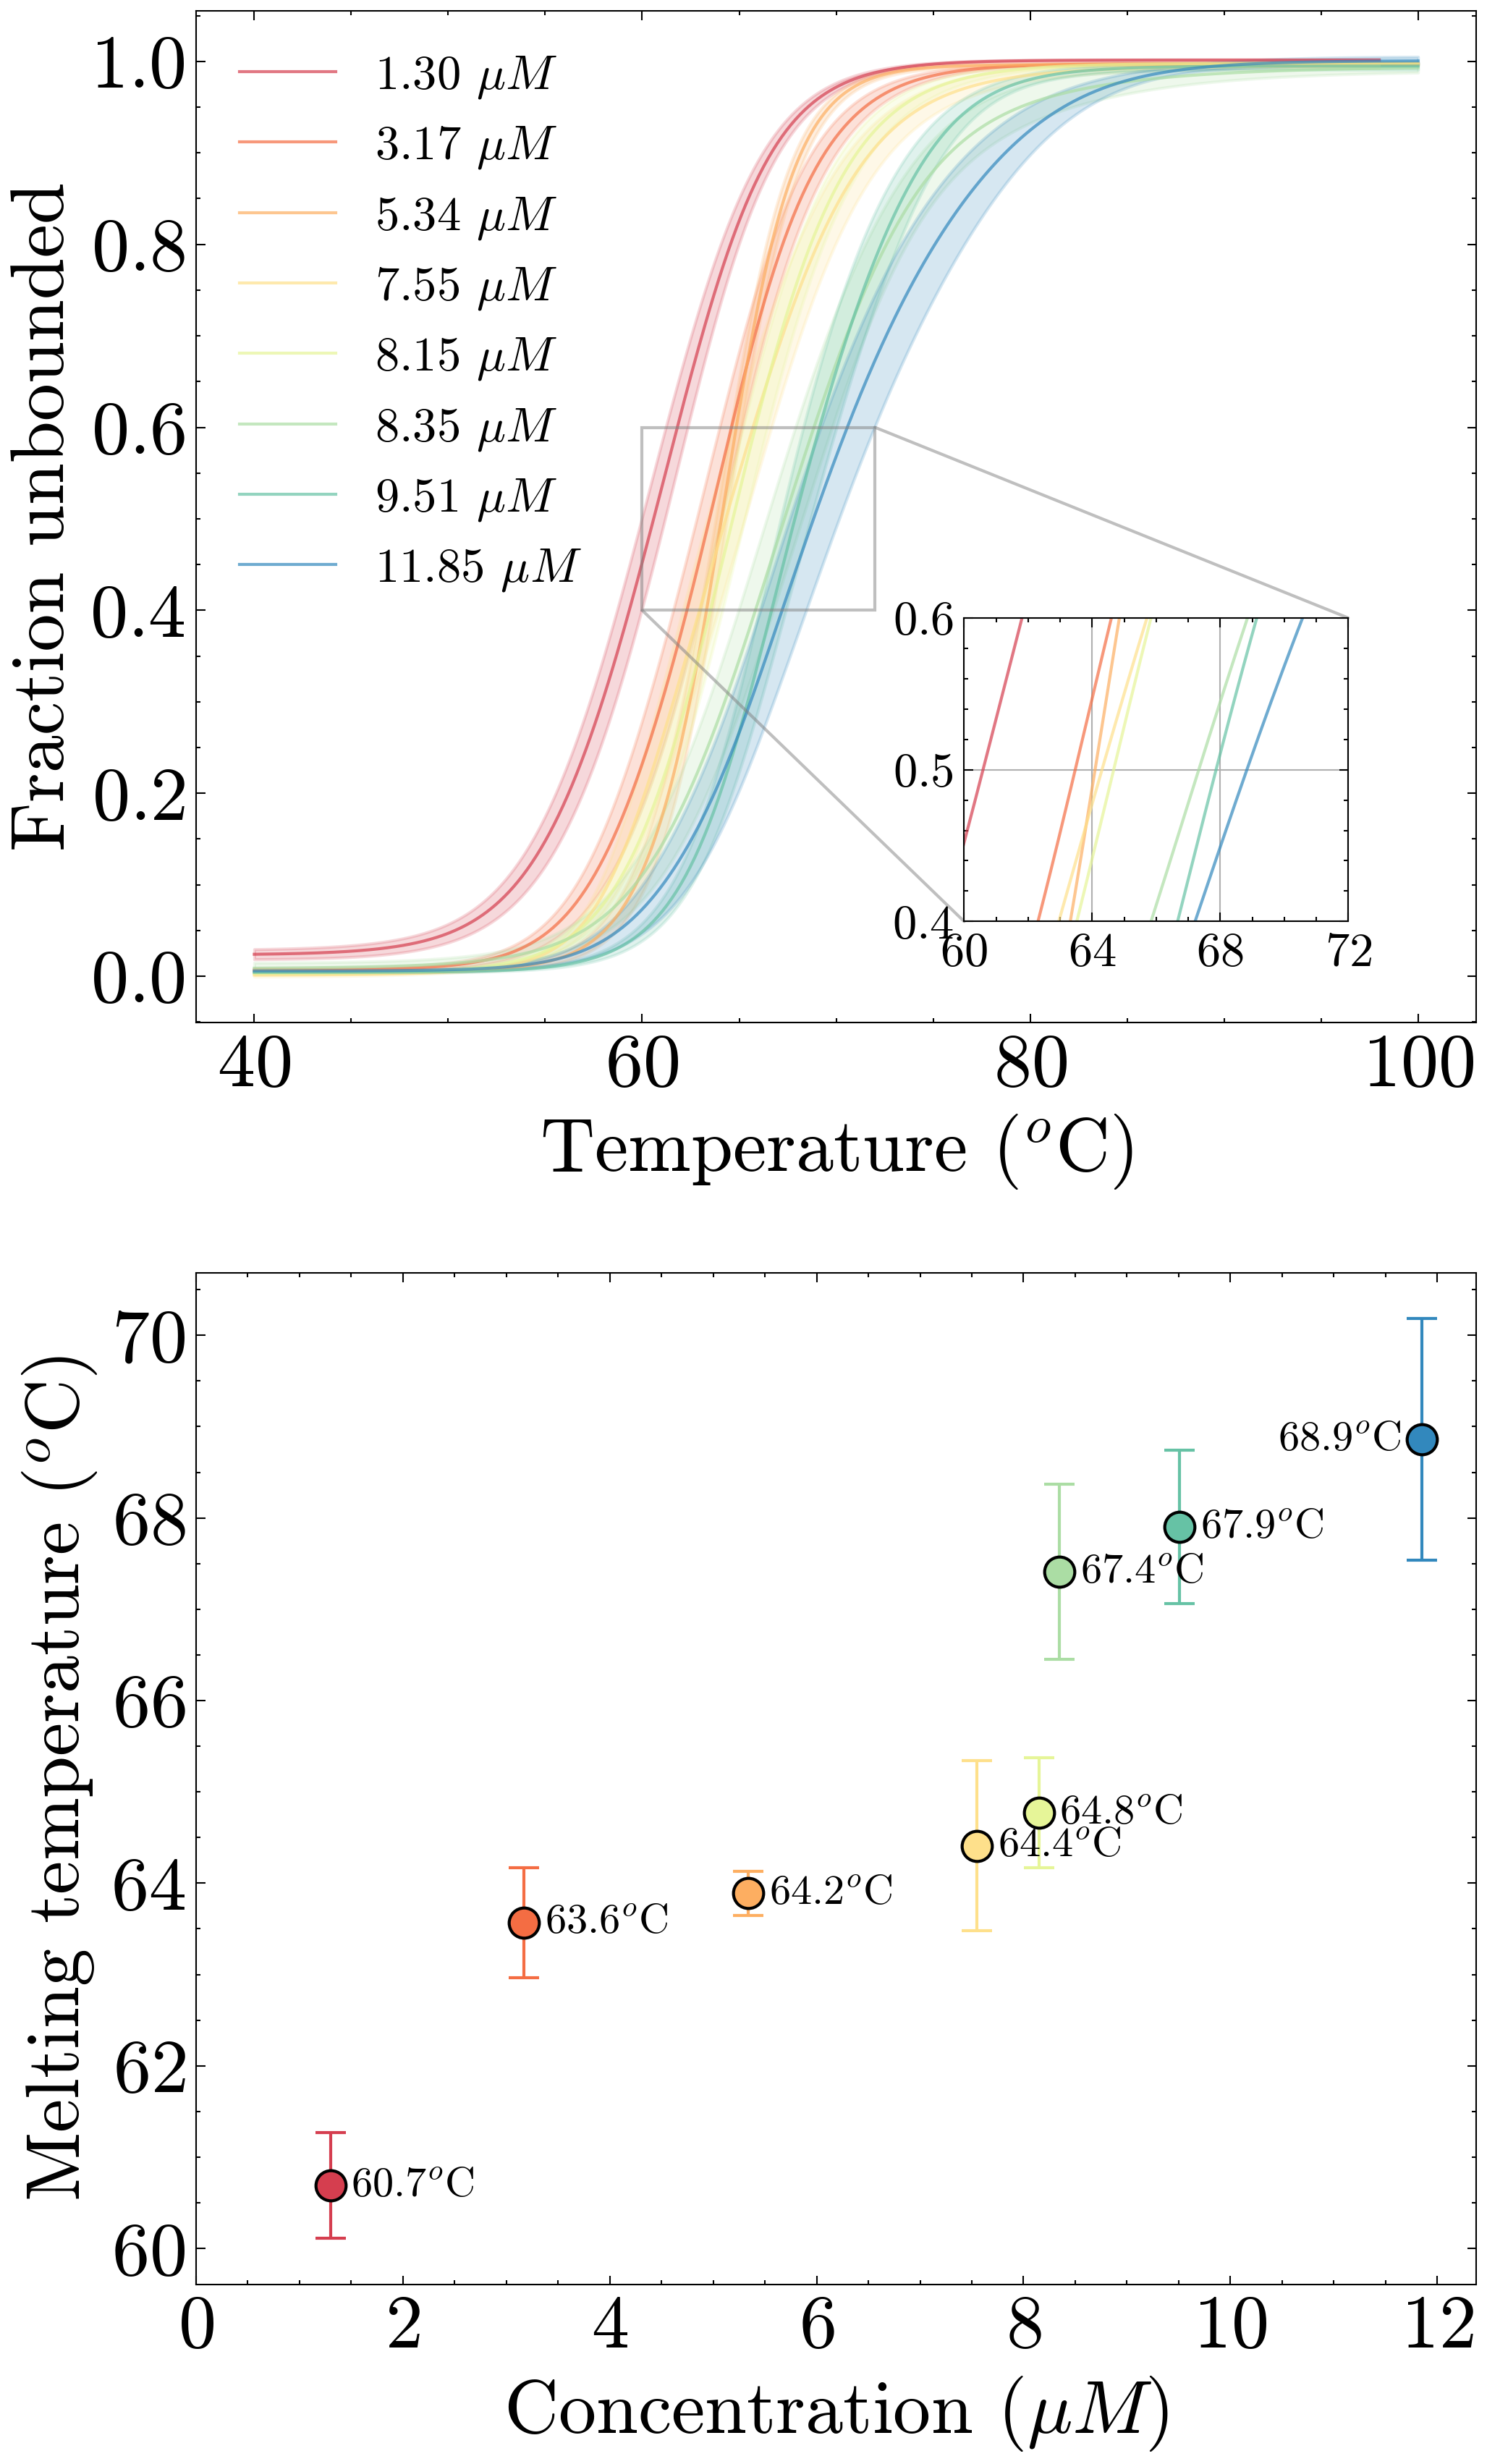 1.0
0.8
0.6
0.4
0.2
0.0
Fraction unbounded
1.30 μM
3.17 μM
5.34 μM
7.55 μM
8.15 μM
8.35 μM
9.51 μM
11.85 μM
0.6
0.5
0.4
60 64 68 72
40 60 80 100
Temperature (°C)
70
68
66
64
62
60
Melting temperature (°C)
68.9°C
67.9°C
67.4°C
64.8°C
64.4°C
64.2°C
63.6°C
60.7°C
0 2 4 6 8 10 12
Concentration (μM)